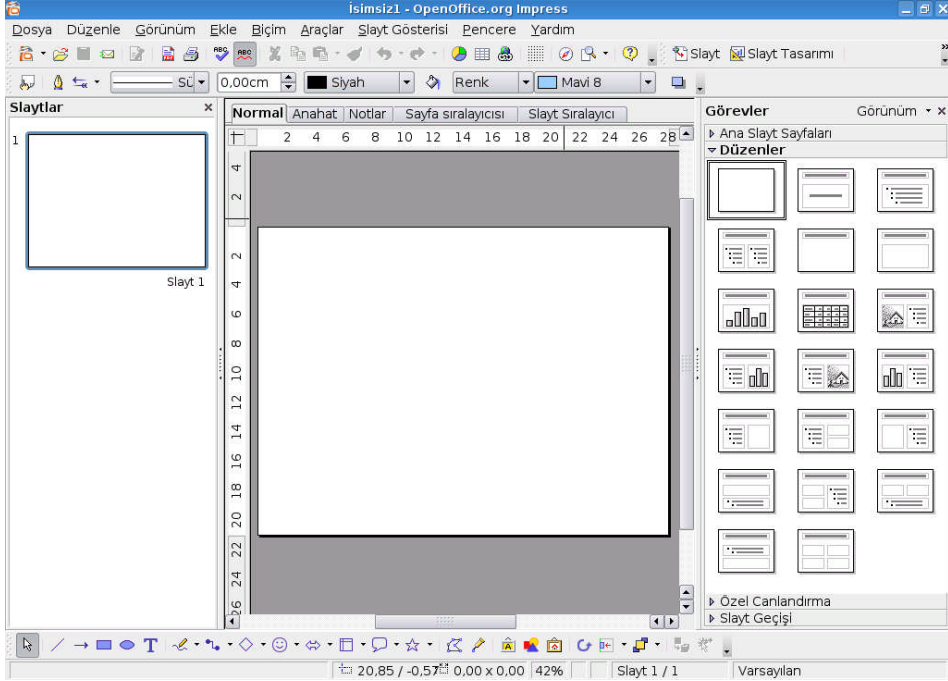 İsimsiz1 - OpenOffice.org Impress
Dosya Düzenle Görünüm Ekle Biçim Araçlar Slayt Gösterisi Pencere Yardım
Slayt Slayt Tasarımı
Sü 0,00cm Siyah Renk Mavi 8
Slaytlar
Normal Anahat Notlar Sayfa sıralayıcısı Slayt Sıralayıcı
Görevler Görünüm
2 4 6 8 10 12 14 16 18 20 22 24 26 28
Ana Slayt Sayfaları
Düzenler
1
Slayt 1
4
2
2
4
6
8
10
12
14
16
18
20
22
24
26
Özel Canlandırma
Slayt Geçişi
20,85 / -0,57 0,00 x 0,00 42% Slayt 1 / 1 Varsayılan